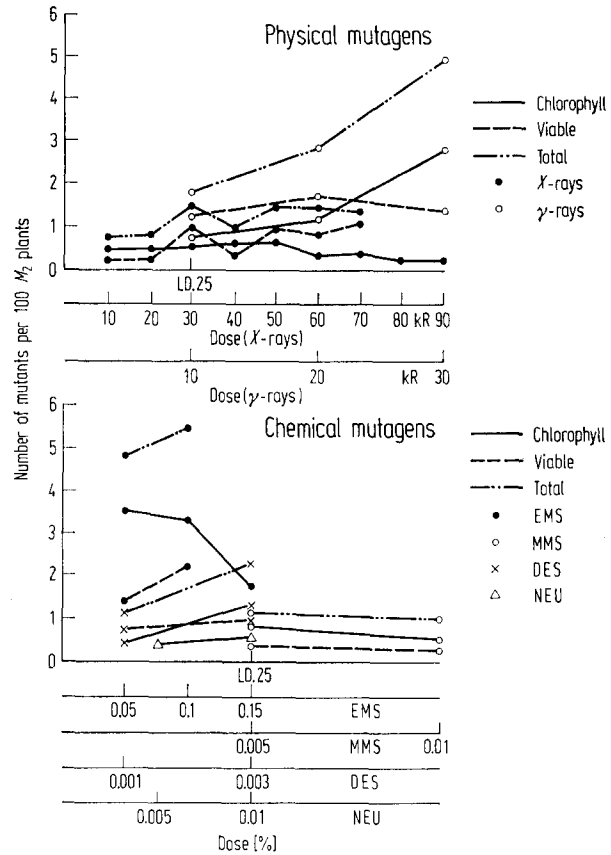 Number of mutants per 100 M2 plants
6
5
4
3
2
1
0
Physical mutagens
Chlorophyll
Viable
Total
X-rays
γ-rays
LD.25
10 20 30 40 50 60 70 80 kR 90
Dose (X-rays)
10 20 kR 30
Dose (γ-rays)
6
5
4
3
2
1
0
Chemical mutagens
Chlorophyll
Viable
Total
EMS
MMS
DES
NEU
LD.25
0.05 0.1 0.15 EMS
0.005 MMS 0.01
0.001 0.003 DES
0.005 0.01 NEU
Dose [%]